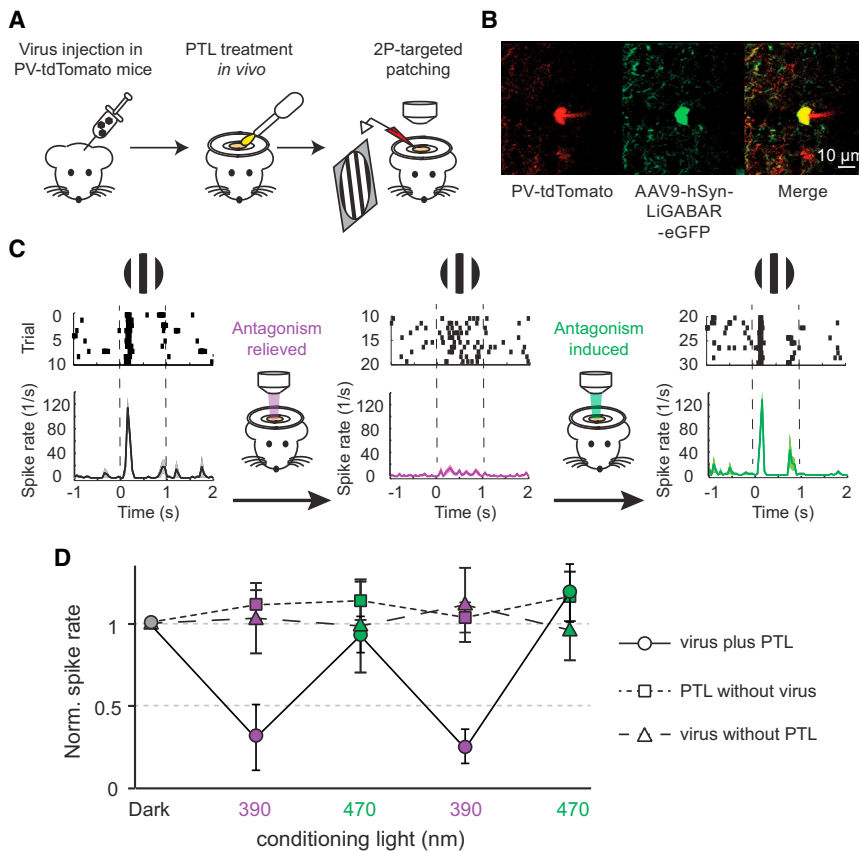 A
Virus injection in
PV-tdTomato mice
PTL treatment
in vivo
2P-targeted
patching
B
10 µm
PV-tdTomato
AAV9-hSyn-
LiGABAR
-eGFP
Merge
C
Trial
0
5
10
Spike rate (1/s)
120
80
40
0
-1 0 1 2
Time (s)
Antagonism
relieved
10
15
20
Spike rate (1/s)
120
80
40
0
-1 0 1 2
Time (s)
Antagonism
induced
20
25
30
Spike rate (1/s)
120
80
40
0
-1 0 1 2
Time (s)
D
Norm. spike rate
1
0.5
0
Dark 390 470 390 470
conditioning light (nm)
virus plus PTL
PTL without virus
virus without PTL